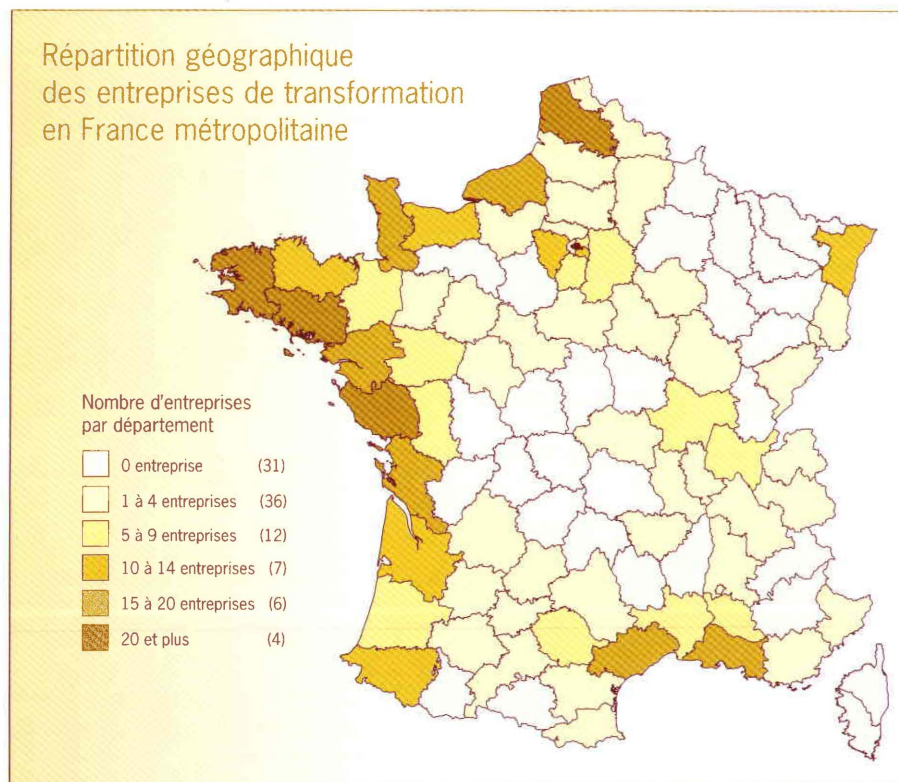 Répartition géographique
des entreprises de transformation
en France métropolitaine
Nombre d'entreprises
par département
0 entreprise (31)
1 à 4 entreprises (36)
5 à 9 entreprises (12)
10 à 14 entreprises (7)
15 à 20 entreprises (6)
20 et plus (4)